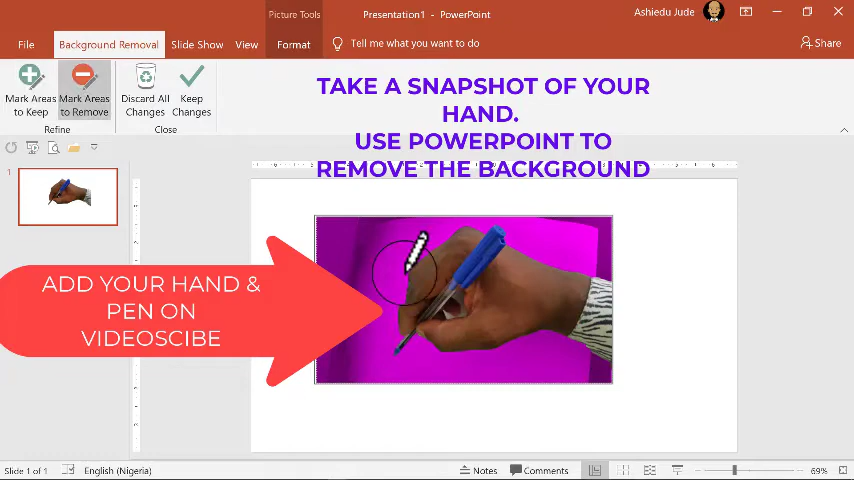 Picture Tools
Presentation1 - PowerPoint
Ashiedu Jude
File
Background Removal
Slide Show
View
Format
Tell me what you want to do
Share
Mark Areas
to Keep
Mark Areas
to Remove
Discard All
Changes
Keep
Changes
Refine
Close
TAKE A SNAPSHOT OF YOUR
HAND.
USE POWERPOINT TO
REMOVE THE BACKGROUND
1
ADD YOUR HAND &
PEN ON
VIDEOSCIBE
Slide 1 of 1
English (Nigeria)
Notes
Comments
69%